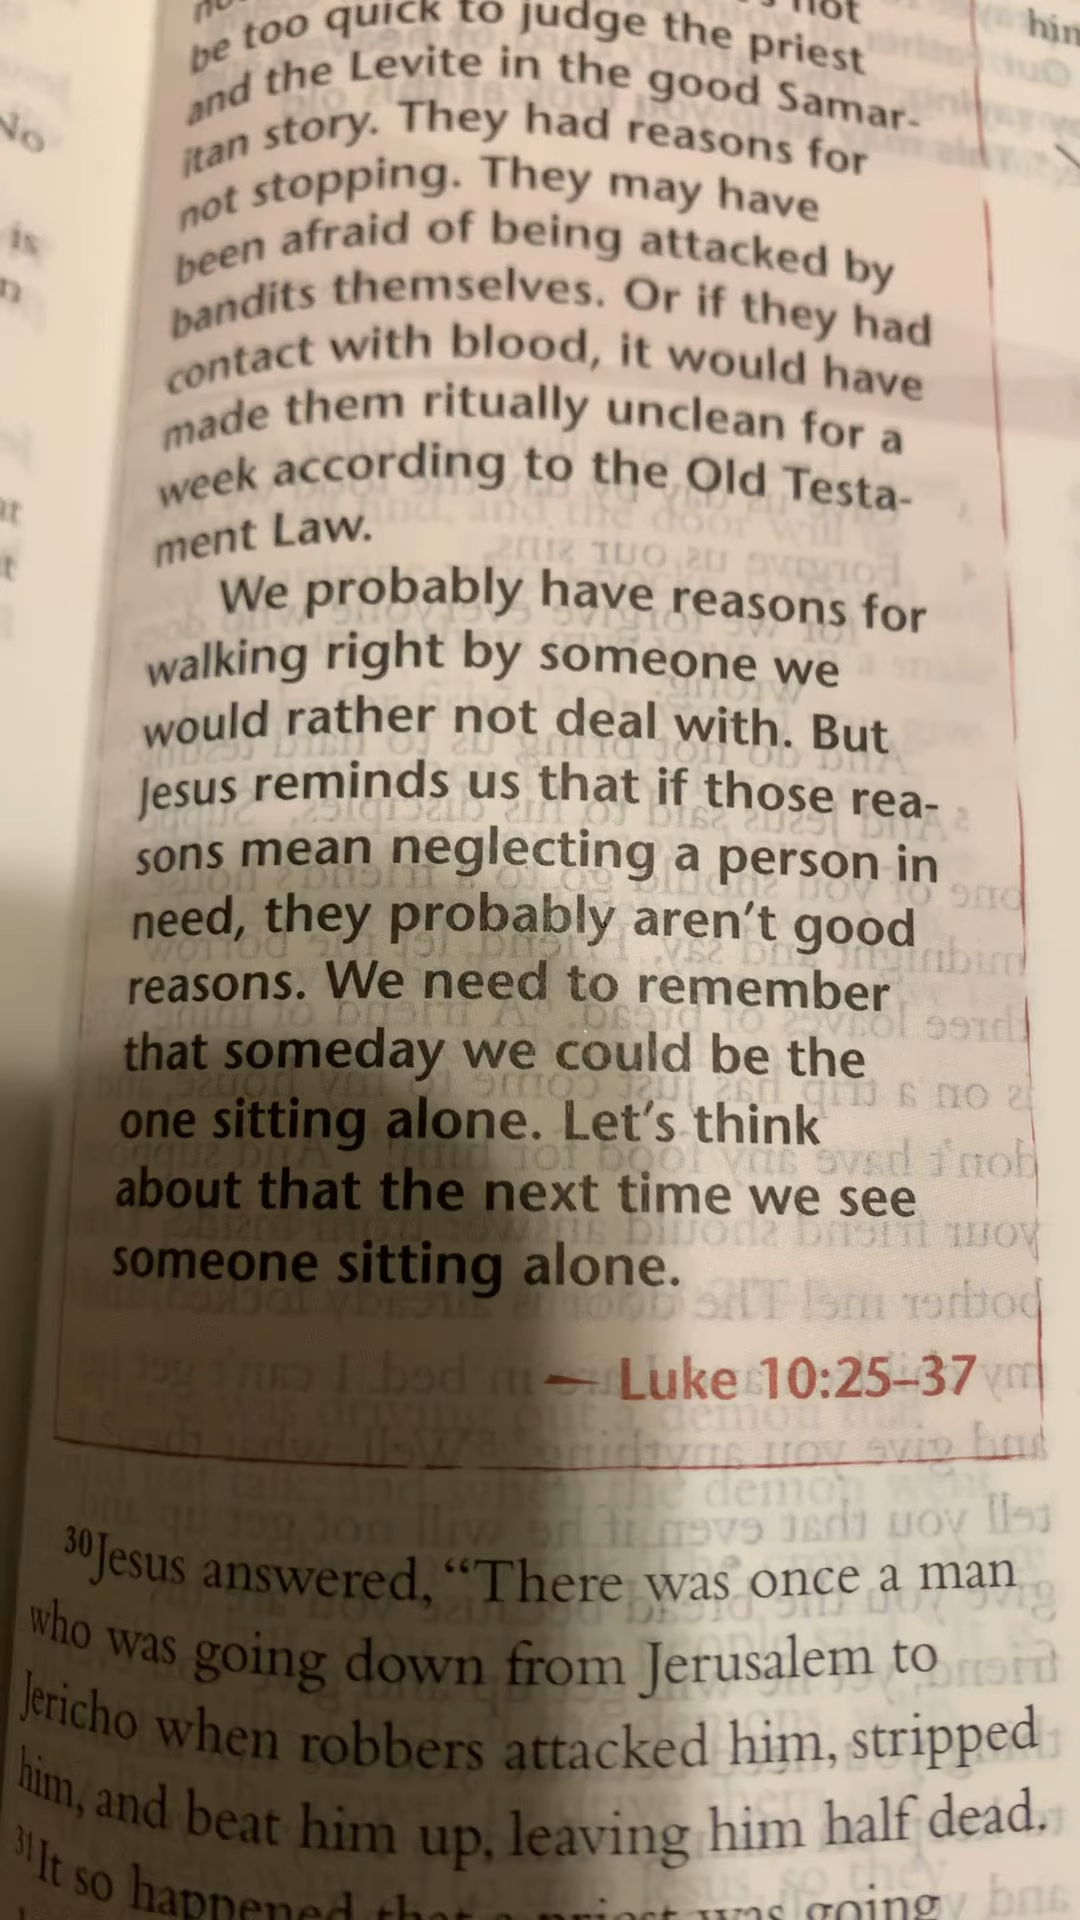 not
be too quick to judge the priest
and the Levite in the good Samar-
itan story. They had reasons for
not stopping. They may have
been afraid of being attacked by
bandits themselves. Or if they had
contact with blood, it would have
made them ritually unclean for a
week according to the Old Testa-
ment Law.
We probably have reasons for
walking right by someone we
would rather not deal with. But
Jesus reminds us that if those rea-
sons mean neglecting a person in
need, they probably aren't good
reasons. We need to remember
that someday we could be the
one sitting alone. Let's think
about that the next time we see
someone sitting alone.
— Luke 10:25–37
30Jesus answered, “There was once a man
who was going down from Jerusalem to
Jericho when robbers attacked him, stripped
him, and beat him up, leaving him half dead.
31It so happened that a priest was going
No
is